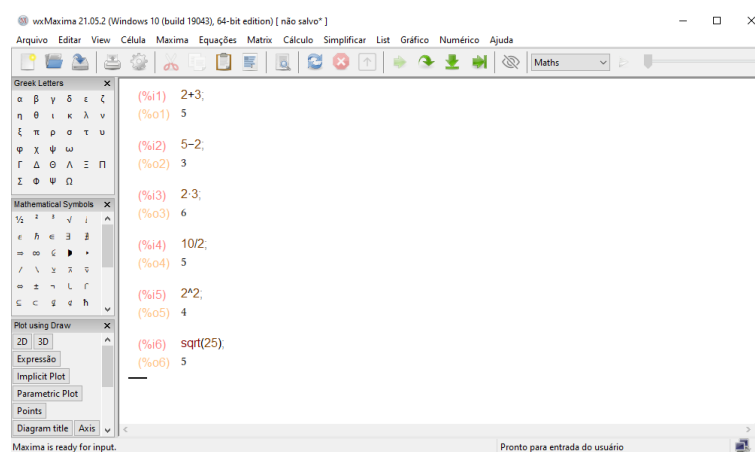 wxMaxima 21.05.2 (Windows 10 (build 19043), 64-bit edition) [ não salvo* ]
Arquivo Editar View Célula Maxima Equações Matrix Cálculo Simplificar List Gráfico Numérico Ajuda
Maths
Greek Letters
α β γ δ ε ζ
η θ ι κ λ ν
ξ π ρ σ τ υ
φ χ ψ ω
Γ Δ Θ Λ Ξ Π
Σ Φ Ψ Ω
Mathematical Symbols
½ ² ³ √ i
e ℏ ∈ ∃ ∄
⇒ ∞
∞ ± ¬
⊆ ⊂ ħ
Plot using Draw
2D 3D
Expressão
Implicit Plot
Parametric Plot
Points
Diagram title Axis
(%i1) 2+3;
(%o1) 5
(%i2) 5−2;
(%o2) 3
(%i3) 2·3;
(%o3) 6
(%i4) 10/2;
(%o4) 5
(%i5) 2^2;
(%o5) 4
(%i6) sqrt(25);
(%o6) 5
Maxima is ready for input.
Pronto para entrada do usuário